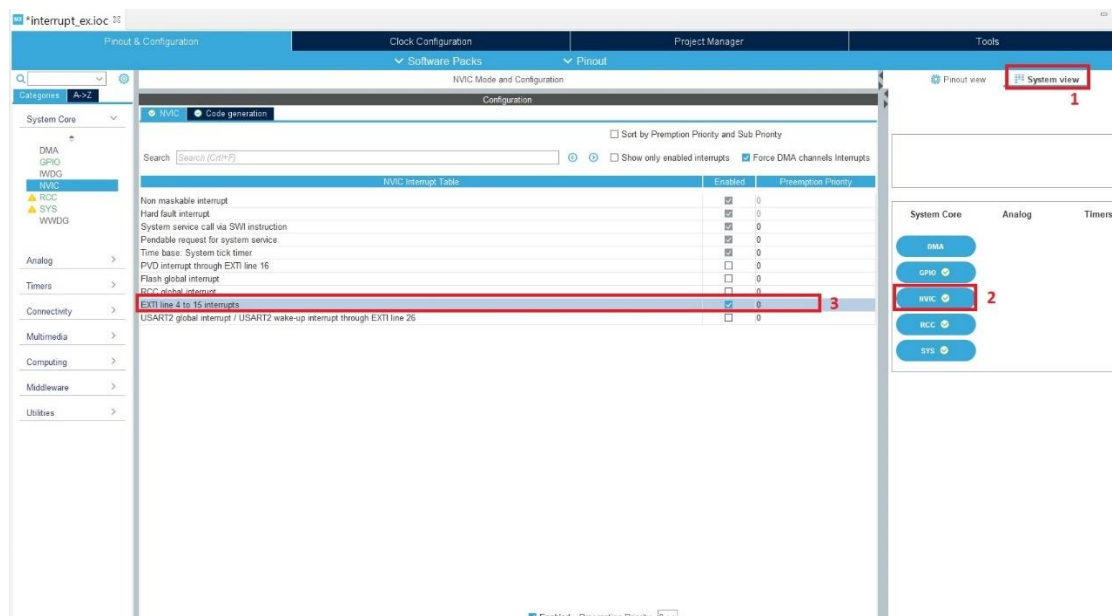 *interrupt_ex.ioc
Pinout & Configuration
Clock Configuration
Project Manager
Tools
Software Packs
Pinout
Categories A->Z
System Core
DMA
GPIO
IWDG
NVIC
RCC
SYS
WWDG
Analog
Timers
Connectivity
Multimedia
Computing
Middleware
Utilities
NVIC Mode and Configuration
Configuration
NVIC Code generation
Sort by Premption Priority and Sub Priority
Search Search (Crtl+F) Show only enabled interrupts Force DMA channels Interrupts
NVIC Interrupt Table Enabled Preemption Priority
Non maskable interrupt 0
Hard fault interrupt 0
System service call via SWI instruction 0
Pendable request for system service 0
Time base: System tick timer 0
PVD interrupt through EXTI line 16 0
Flash global interrupt 0
RCC global interrupt 0
EXTI line 4 to 15 interrupts 0 3
USART2 global interrupt / USART2 wake-up interrupt through EXTI line 26 0
Enabled Preemption Priority
Pinout view System view
1
System Core Analog Timers
DMA
GPIO
NVIC 2
RCC
SYS